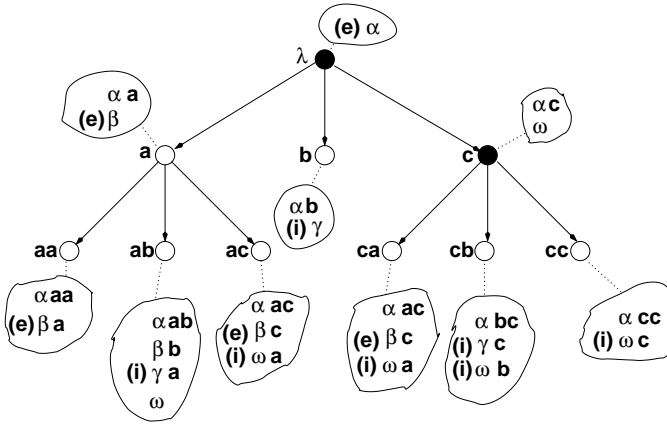 (e) α
λ
α a
(e) β
a
b
α b
(i) γ
c
α c
ω
aa
α aa
(e) β a
ab
α ab
β b
(i) γ a
ω
ac
α ac
(e) β c
(i) ω a
ca
α ac
(e) β c
(i) ω a
cb
α bc
(i) γ c
(i) ω b
cc
α cc
(i) ω c